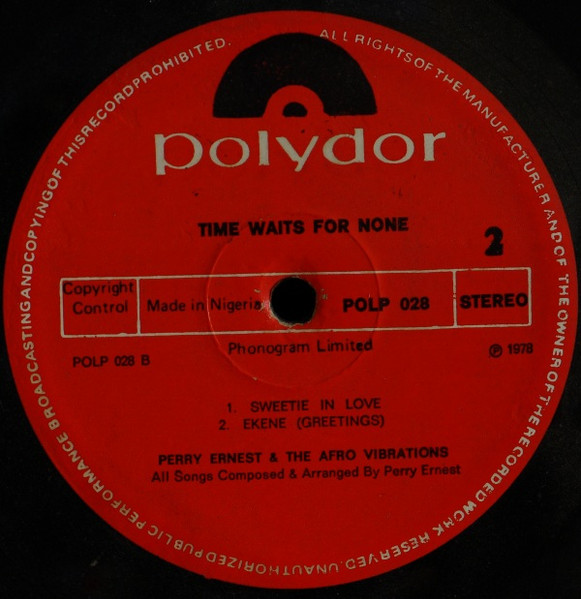 ALL RIGHTS OF THE MANUFACTURER AND OF THE OWNER OF THE RECORDED WORK RESERVED. UNAUTHORIZED PUBLIC PERFORMANCE BROADCASTING AND COPYING OF THIS RECORD PROHIBITED.
polydor
TIME WAITS FOR NONE
2
Copyright
Control
Made in Nigeria
POLP 028
STEREO
POLP 028 B
Phonogram Limited
℗ 1978
1. SWEETIE IN LOVE
2. EKENE (GREETINGS)
PERRY ERNEST & THE AFRO VIBRATIONS
All Songs Composed & Arranged By Perry Ernest